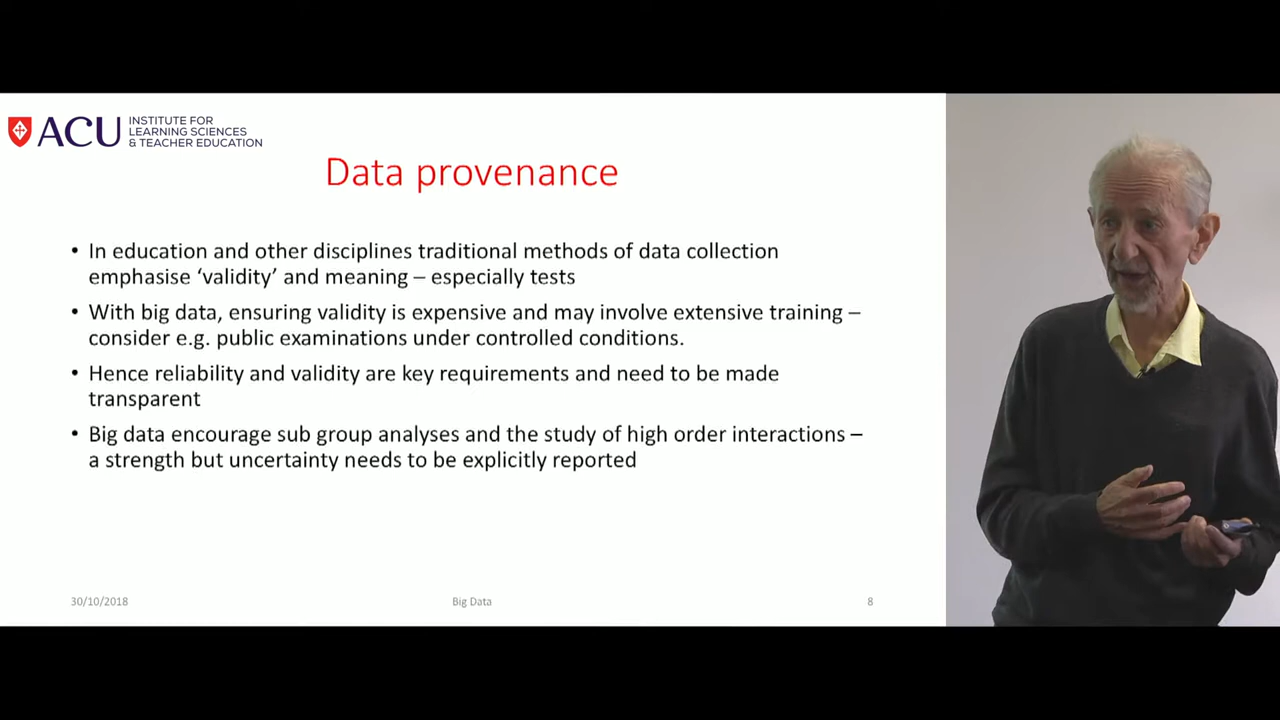 ACU
INSTITUTE FOR
LEARNING SCIENCES
& TEACHER EDUCATION
Data provenance
• In education and other disciplines traditional methods of data collection
emphasise ‘validity’ and meaning – especially tests
• With big data, ensuring validity is expensive and may involve extensive training –
consider e.g. public examinations under controlled conditions.
• Hence reliability and validity are key requirements and need to be made
transparent
• Big data encourage sub group analyses and the study of high order interactions –
a strength but uncertainty needs to be explicitly reported
30/10/2018
Big Data
8